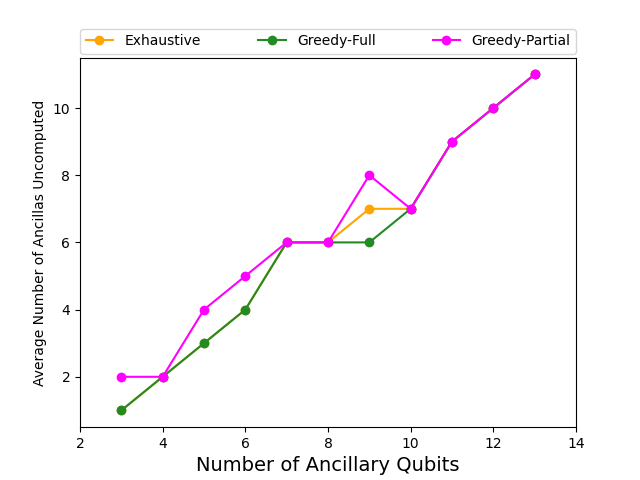 Exhaustive Greedy-Full Greedy-Partial
Average Number of Ancillas Uncomputed
10
8
6
4
2
2 4 6 8 10 12 14
Number of Ancillary Qubits